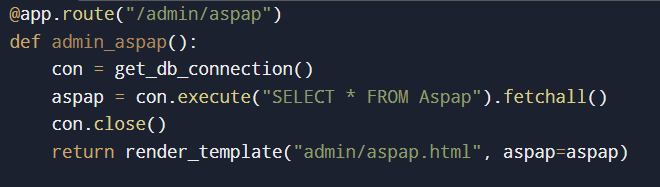 @app.route("/admin/aspap")
def admin_aspap():
    con = get_db_connection()
    aspap = con.execute("SELECT * FROM Aspap").fetchall()
    con.close()
    return render_template("admin/aspap.html", aspap=aspap)